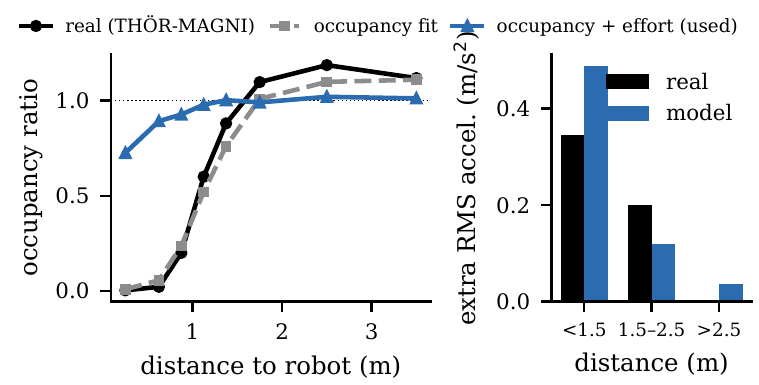 real (THÖR-MAGNI) occupancy fit occupancy + effort (used)
occupancy ratio
1.0
0.5
0.0
1 2 3
distance to robot (m)
extra RMS accel. (m/s²)
0.4
0.2
0.0
real
model
<1.5 1.5–2.5 >2.5
distance (m)